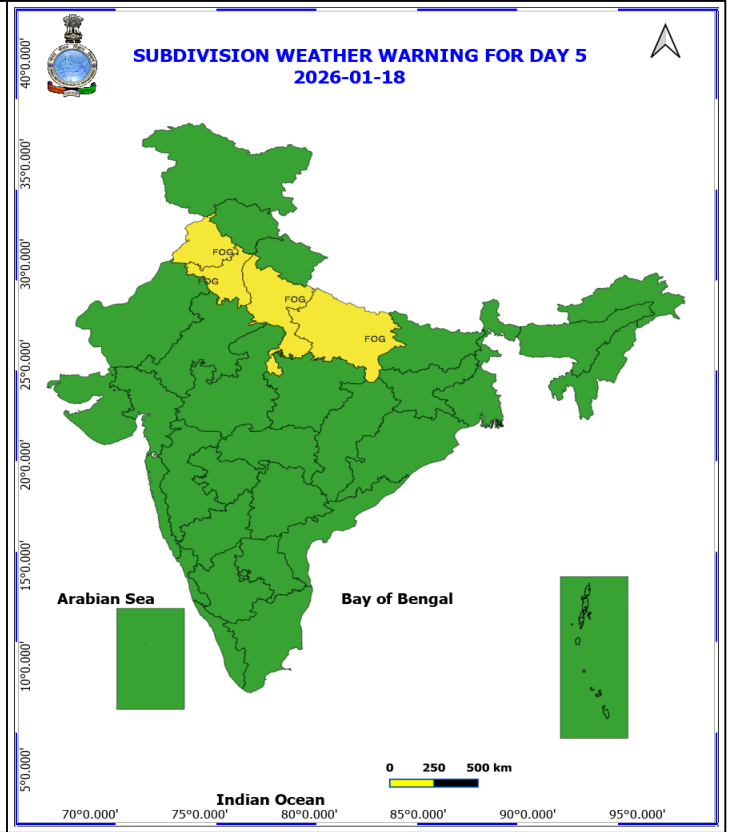 SUBDIVISION WEATHER WARNING FOR DAY 5
2026-01-18
40°0.000'
35°0.000'
30°0.000'
25°0.000'
20°0.000'
15°0.000'
10°0.000'
5°0.000'
FOG
FOG
FOG
FOG
Arabian Sea
Bay of Bengal
0 250 500 km
Indian Ocean
70°0.000' 75°0.000' 80°0.000' 85°0.000' 90°0.000' 95°0.000'